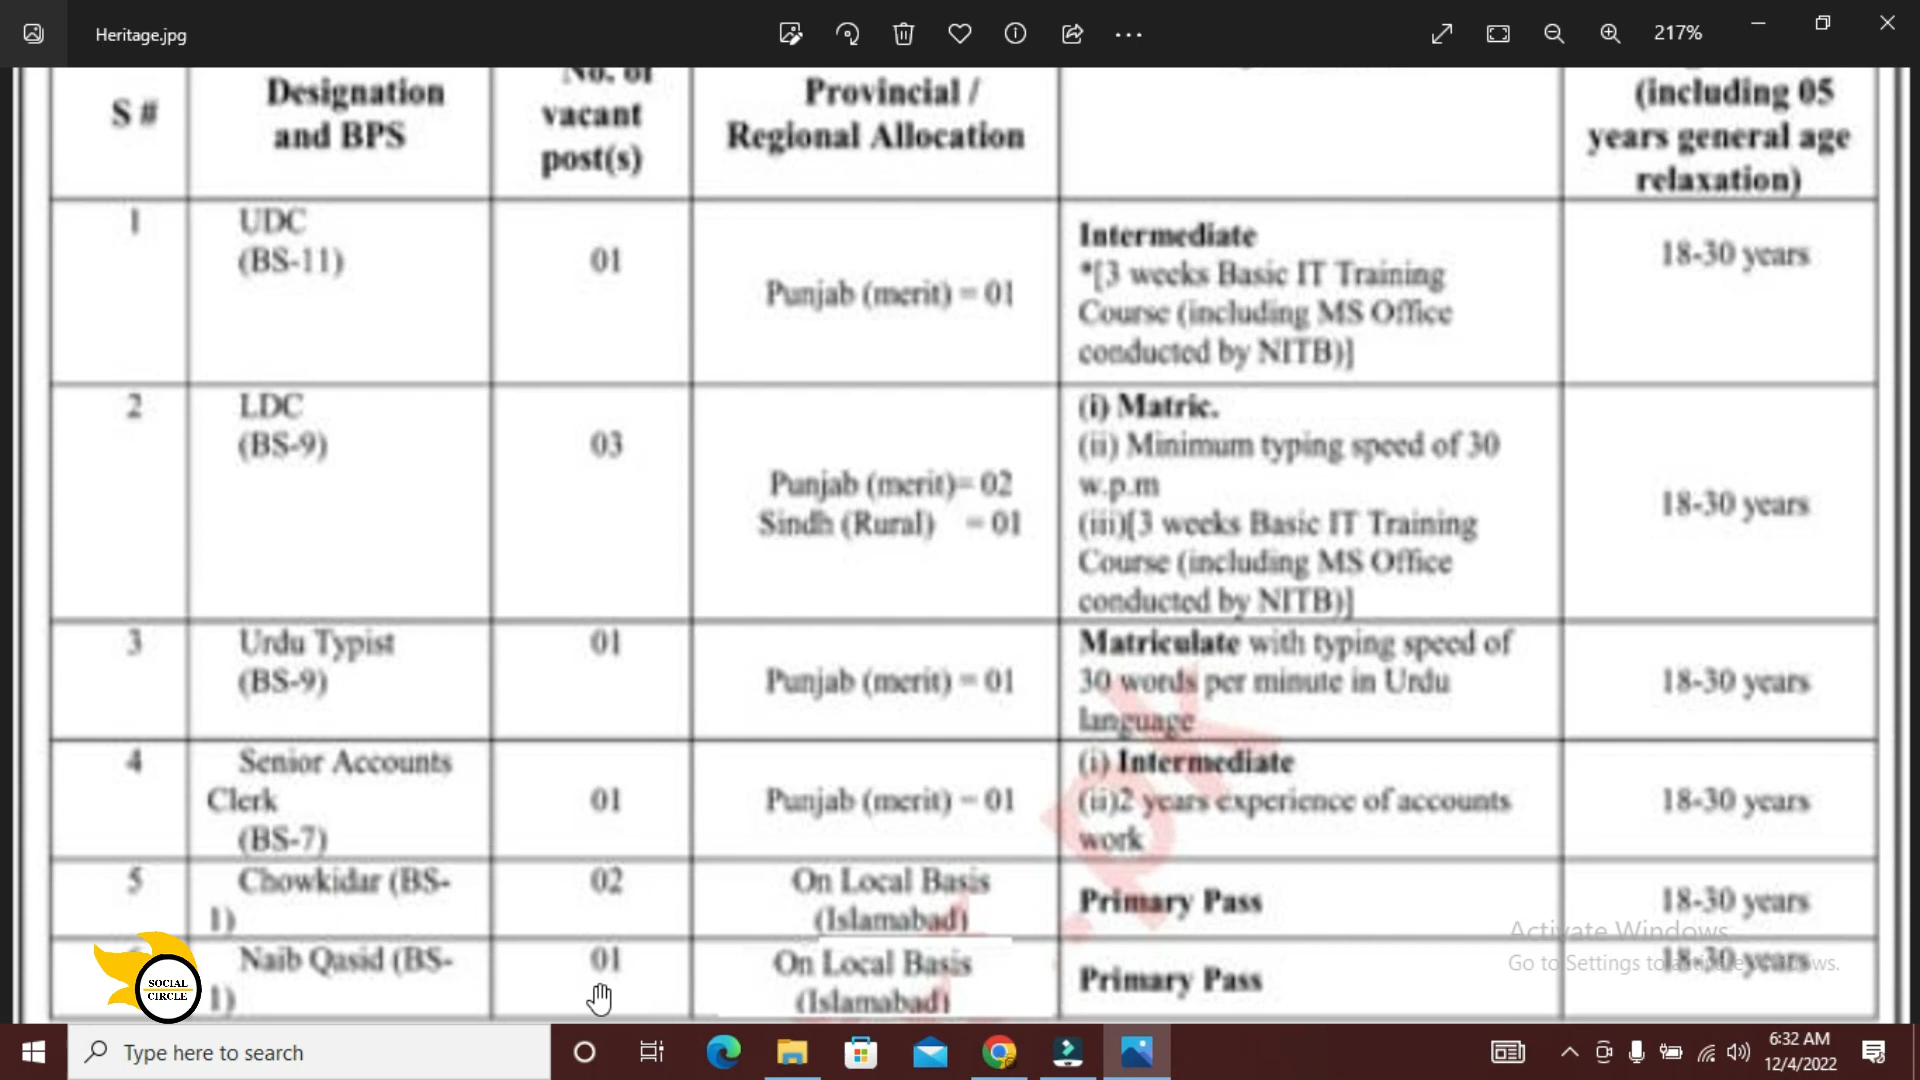 Heritage.jpg
217%
S #
Designation
and BPS
No. of
vacant
post(s)
Provincial /
Regional Allocation
(including 05
years general age
relaxation)
1
UDC
(BS-11)
01
Punjab (merit) = 01
Intermediate
*[3 weeks Basic IT Training
Course (including MS Office
conducted by NITB)]
18-30 years
2
LDC
(BS-9)
03
Punjab (merit)= 02
Sindh (Rural) = 01
(i) Matric.
(ii) Minimum typing speed of 30
w.p.m
(iii)[3 weeks Basic IT Training
Course (including MS Office
conducted by NITB)]
18-30 years
3
Urdu Typist
(BS-9)
01
Punjab (merit) = 01
Matriculate with typing speed of
30 words per minute in Urdu
language
18-30 years
4
Senior Accounts
Clerk
(BS-7)
01
Punjab (merit) = 01
(i) Intermediate
(ii)2 years experience of accounts
work
18-30 years
5
Chowkidar (BS-
1)
02
On Local Basis
(Islamabad)
Primary Pass
18-30 years
Naib Qasid (BS-
1)
01
On Local Basis
(Islamabad)
Primary Pass
18-30 years
Activate Windows
Go to Settings to activate Windows.
SOCIAL
CIRCLE
.pk
Type here to search
6:32 AM
12/4/2022